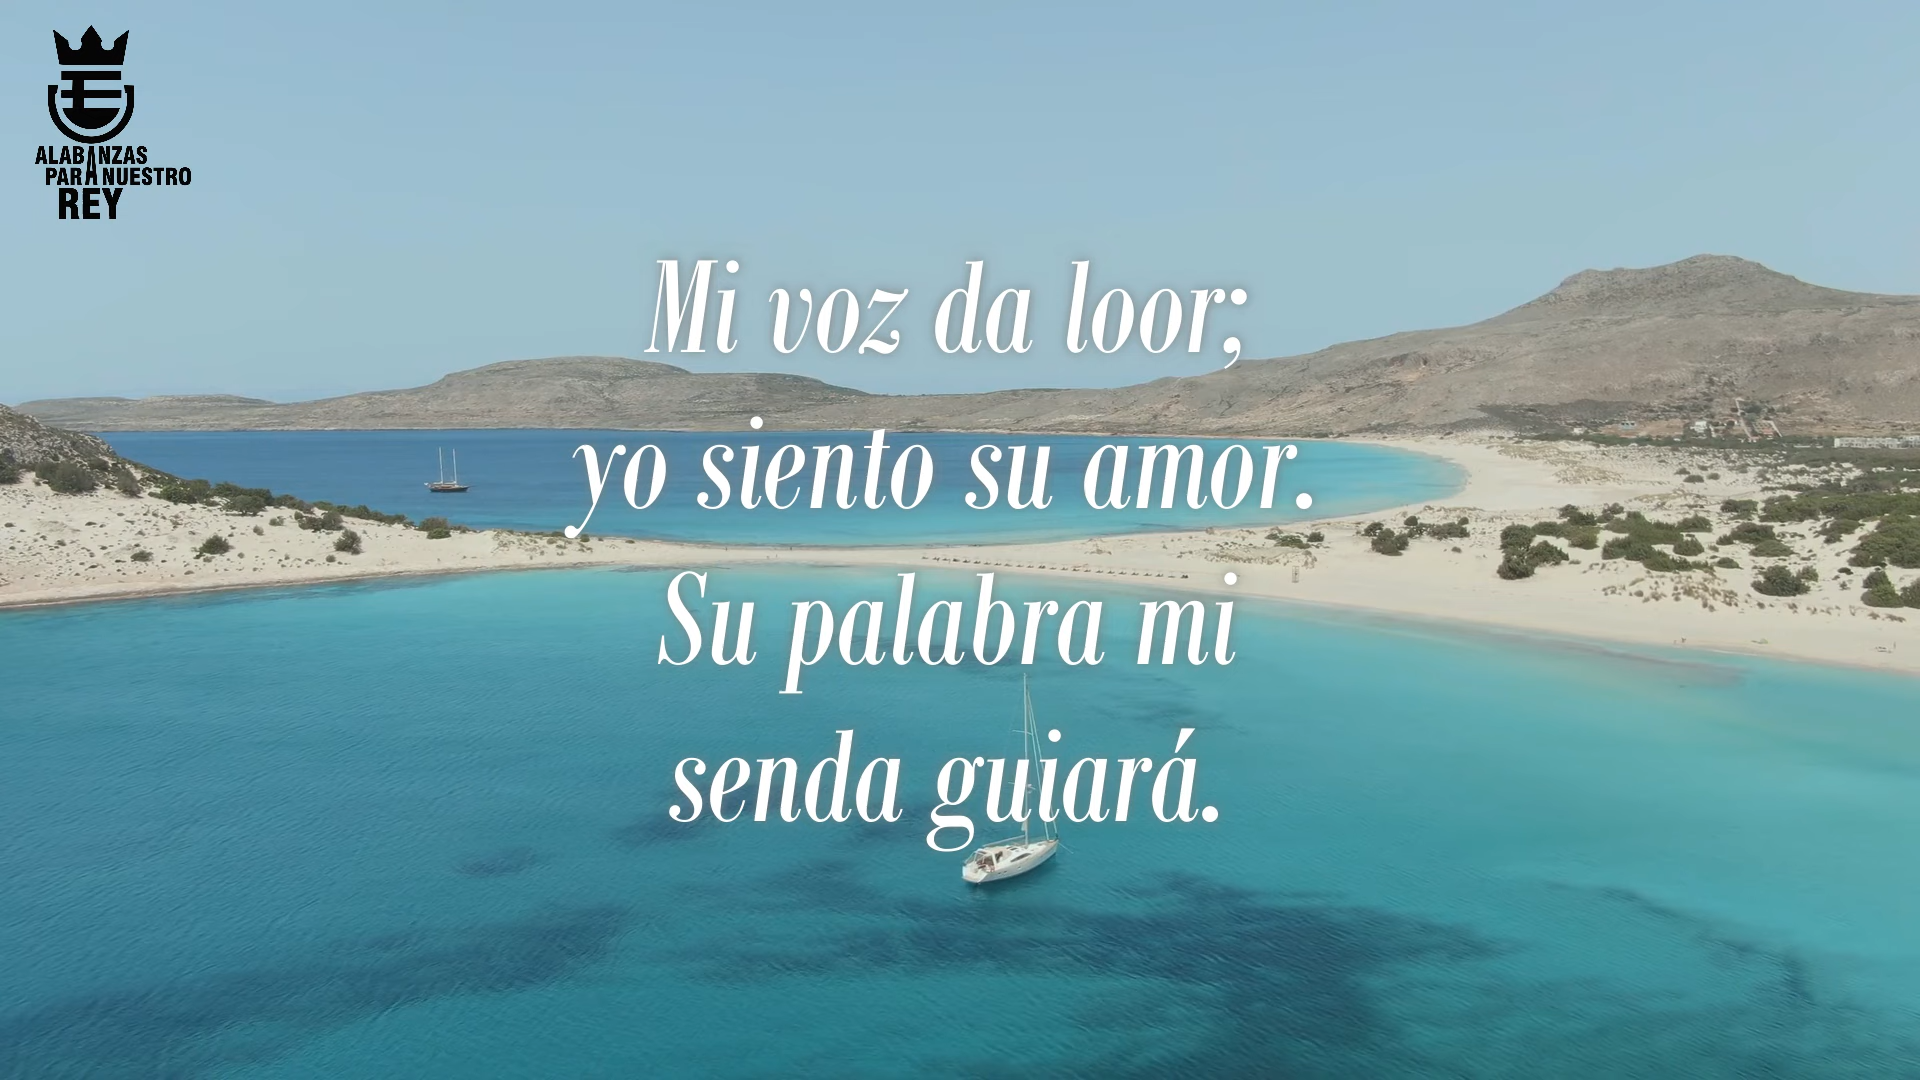 ALABANZAS
PARA NUESTRO
REY
Mi voz da loor;
yo siento su amor.
Su palabra mi
senda guiará.